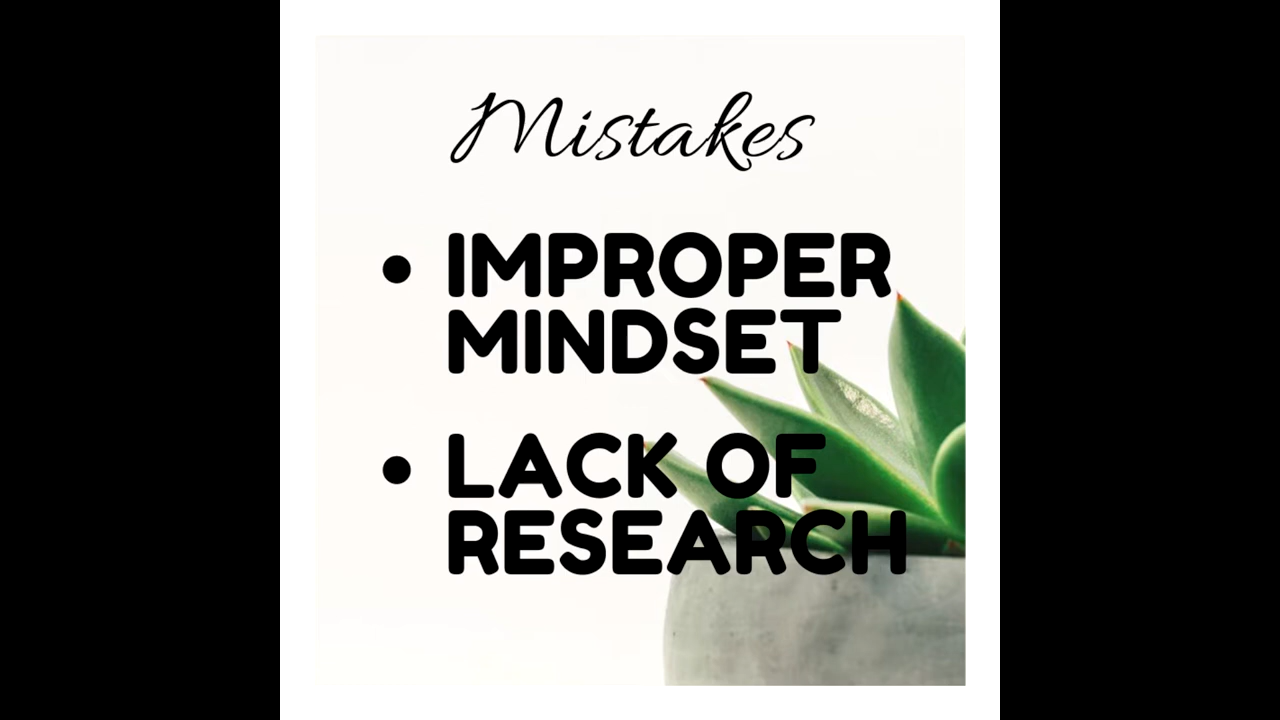 Mistakes
• IMPROPER
MINDSET
• LACK OF
RESEARCH